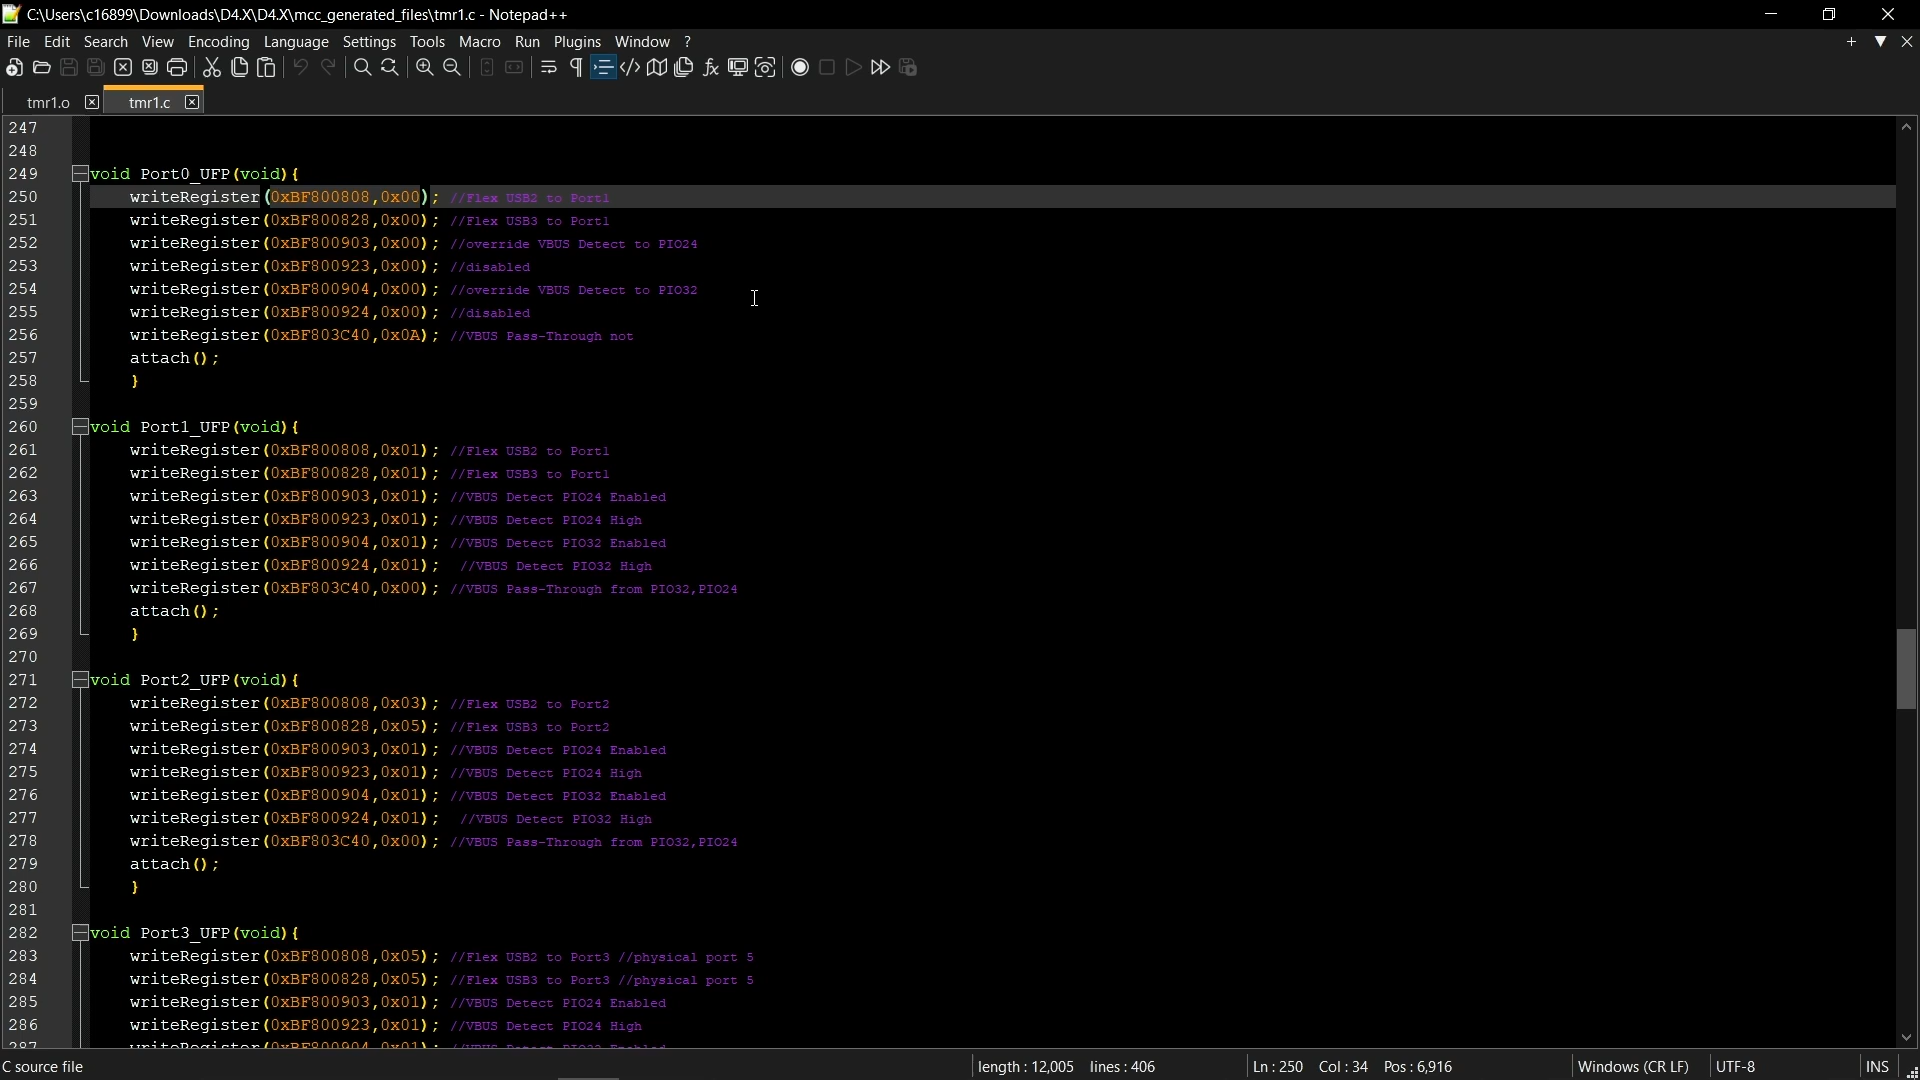 C:\Users\c16899\Downloads\D4.X\D4.X\mcc_generated_files\tmr1.c - Notepad++
File Edit Search View Encoding Language Settings Tools Macro Run Plugins Window ?
tmr1.o tmr1.c
247
248
249 void Port0_UFP(void){
250 writeRegister(0xBF800808,0x00); //Flex USB2 to Port1
251 writeRegister(0xBF800828,0x00); //Flex USB3 to Port1
252 writeRegister(0xBF800903,0x00); //override VBUS Detect to PIO24
253 writeRegister(0xBF800923,0x00); //disabled
254 writeRegister(0xBF800904,0x00); //override VBUS Detect to PIO32
255 writeRegister(0xBF800924,0x00); //disabled
256 writeRegister(0xBF803C40,0x0A); //VBUS Pass-Through not
257 attach();
258 }
259
260 void Port1_UFP(void){
261 writeRegister(0xBF800808,0x01); //Flex USB2 to Port1
262 writeRegister(0xBF800828,0x01); //Flex USB3 to Port1
263 writeRegister(0xBF800903,0x01); //VBUS Detect PIO24 Enabled
264 writeRegister(0xBF800923,0x01); //VBUS Detect PIO24 High
265 writeRegister(0xBF800904,0x01); //VBUS Detect PIO32 Enabled
266 writeRegister(0xBF800924,0x01); //VBUS Detect PIO32 High
267 writeRegister(0xBF803C40,0x00); //VBUS Pass-Through from PIO32,PIO24
268 attach();
269 }
270
271 void Port2_UFP(void){
272 writeRegister(0xBF800808,0x03); //Flex USB2 to Port2
273 writeRegister(0xBF800828,0x05); //Flex USB3 to Port2
274 writeRegister(0xBF800903,0x01); //VBUS Detect PIO24 Enabled
275 writeRegister(0xBF800923,0x01); //VBUS Detect PIO24 High
276 writeRegister(0xBF800904,0x01); //VBUS Detect PIO32 Enabled
277 writeRegister(0xBF800924,0x01); //VBUS Detect PIO32 High
278 writeRegister(0xBF803C40,0x00); //VBUS Pass-Through from PIO32,PIO24
279 attach();
280 }
281
282 void Port3_UFP(void){
283 writeRegister(0xBF800808,0x05); //Flex USB2 to Port3 //physical port 5
284 writeRegister(0xBF800828,0x05); //Flex USB3 to Port3 //physical port 5
285 writeRegister(0xBF800903,0x01); //VBUS Detect PIO24 Enabled
286 writeRegister(0xBF800923,0x01); //VBUS Detect PIO24 High
C source file length : 12,005 lines : 406 Ln : 250 Col : 34 Pos : 6,916 Windows (CR LF) UTF-8 INS